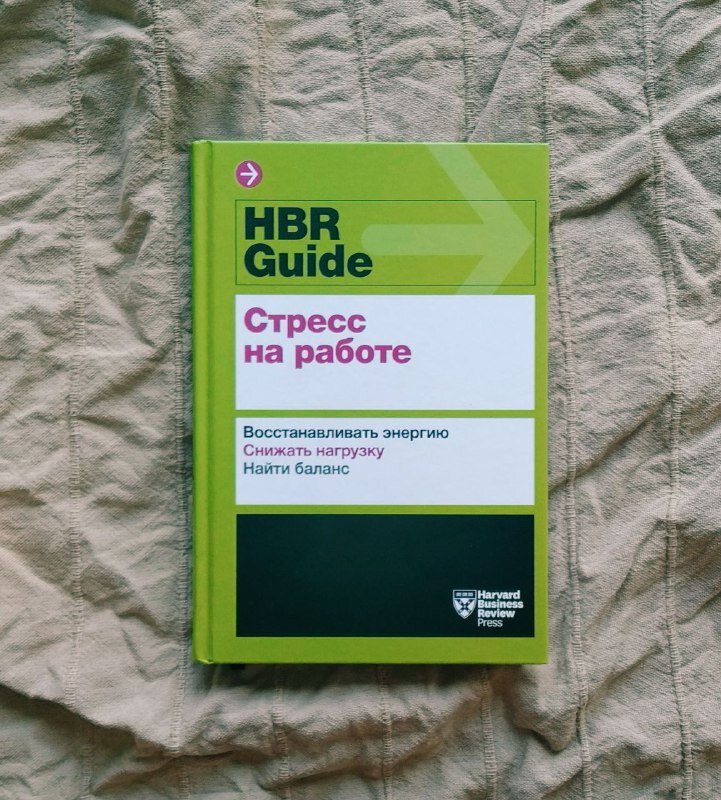 HBR
Guide
Стресс
на работе
Восстанавливать энергию
Снижать нагрузку
Найти баланс
Harvard
Business
Review
Press